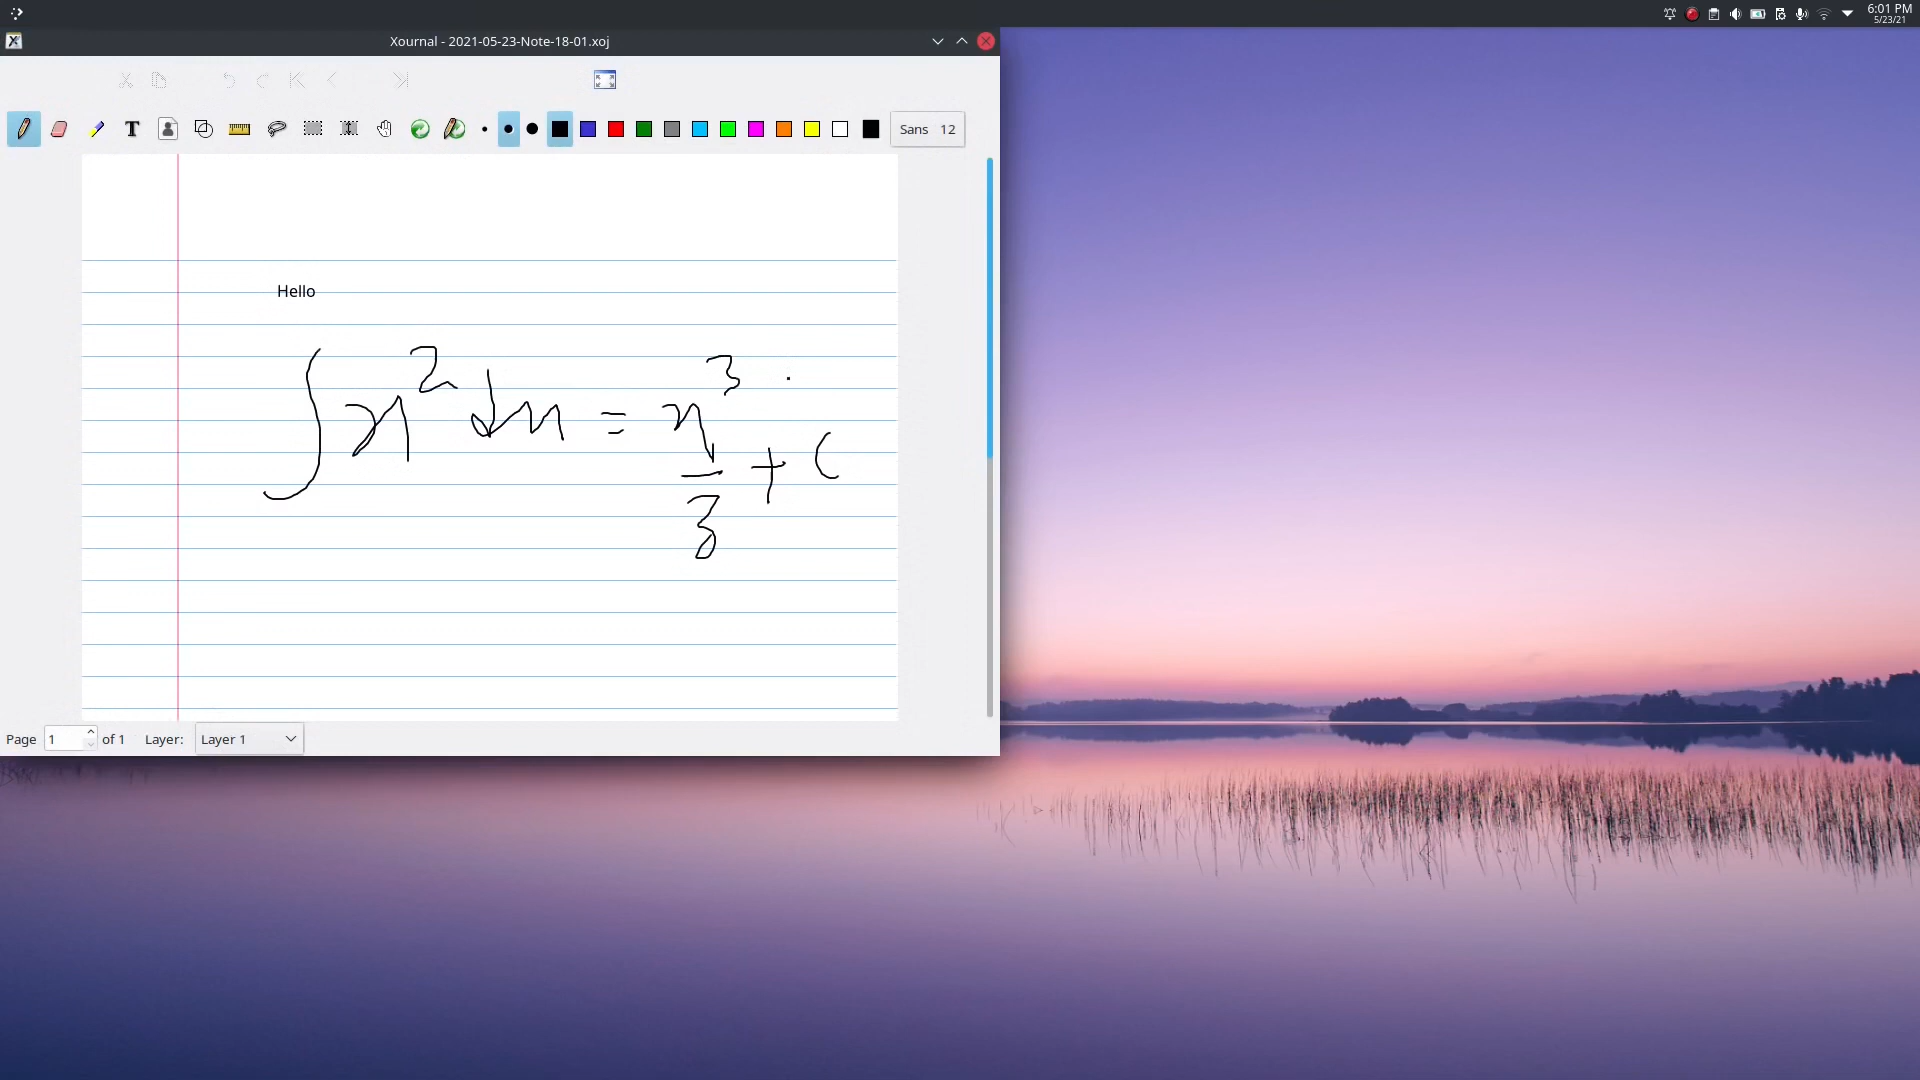 6:01 PM
5/23/21
Xournal - 2021-05-23-Note-18-01.xoj
T
Sans 12
Hello
∫x² dx = x³/3 + C
Page 1 of 1 Layer: Layer 1